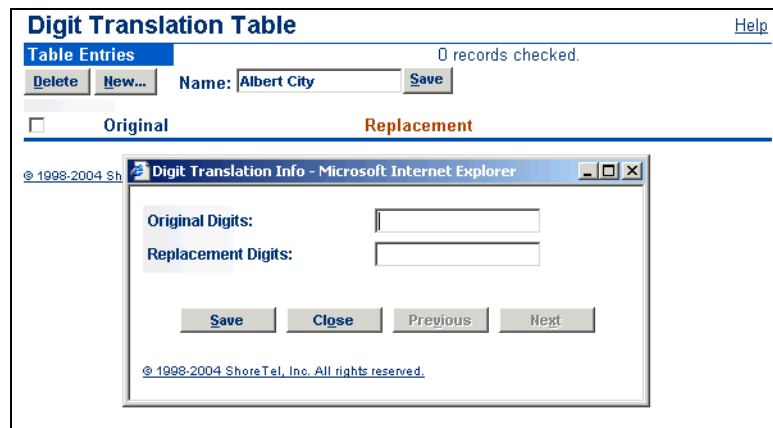 Digit Translation Table
Help
Table Entries
0 records checked.
Delete New... Name: Albert City Save
Original Replacement
© 1998-2004 Sh
Digit Translation Info - Microsoft Internet Explorer
Original Digits:
Replacement Digits:
Save Close Previous Next
© 1998-2004 ShoreTel, Inc. All rights reserved.